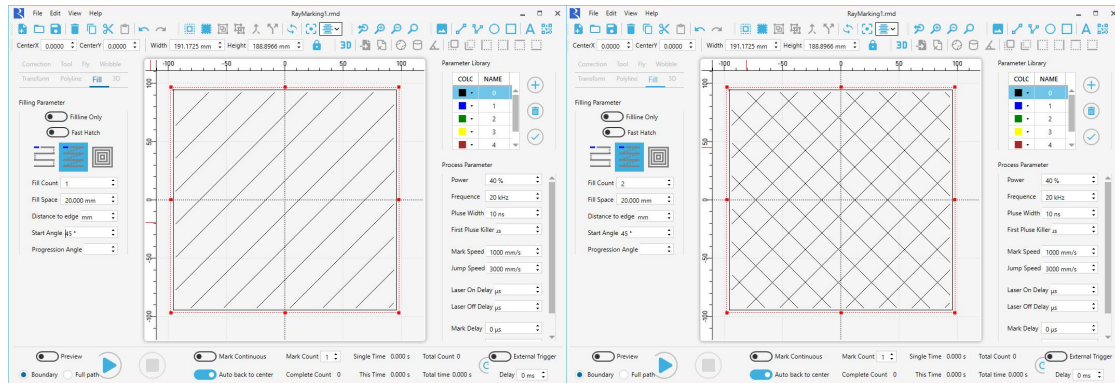 File Edit View Help RayMarking1.rmd
CenterX 0.0000 CenterY 0.0000 Width 191.1725 mm Height 188.8966 mm 3D A
Correction Tool Fly Wobble
Transform Polyline Fill 3D
Filling Parameter
Fillline Only
Fast Hatch
Fill Count 1
Fill Space 20.000 mm
Distance to edge mm
Start Angle 45 °
Progression Angle
-100 0 100
100
50
0
-50
-100
Parameter Library
COLC NAME
0
1
2
3
4
Process Parameter
Power 40 %
Frequence 20 kHz
Pluse Width 10 ns
First Pluse Killer µs
Mark Speed 1000 mm/s
Jump Speed 3000 mm/s
Laser On Delay µs
Laser Off Delay µs
Mark Delay 0 µs
Preview Mark Continuous Mark Count 1 Single Time 0.000 s Total Count 0 External Trigger
Boundary Full path Auto back to center Complete Count 0 This Time 0.000 s Total time 0.000 s Delay 0 ms
File Edit View Help RayMarking1.rmd
CenterX 0.0000 CenterY 0.0000 Width 191.1725 mm Height 188.8966 mm 3D A
Correction Tool Fly Wobble
Transform Polyline Fill 3D
Filling Parameter
Fillline Only
Fast Hatch
Fill Count 2
Fill Space 20.000 mm
Distance to edge mm
Start Angle 45 °
Progression Angle
-100 0 100
100
50
0
-50
-100
Parameter Library
COLC NAME
0
1
2
3
4
Process Parameter
Power 40 %
Frequence 20 kHz
Pluse Width 10 ns
First Pluse Killer µs
Mark Speed 1000 mm/s
Jump Speed 3000 mm/s
Laser On Delay µs
Laser Off Delay µs
Mark Delay 0 µs
Preview Mark Continuous Mark Count 1 Single Time 0.000 s Total Count 0 External Trigger
Boundary Full path Auto back to center Complete Count 0 This Time 0.000 s Total time 0.000 s Delay 0 ms